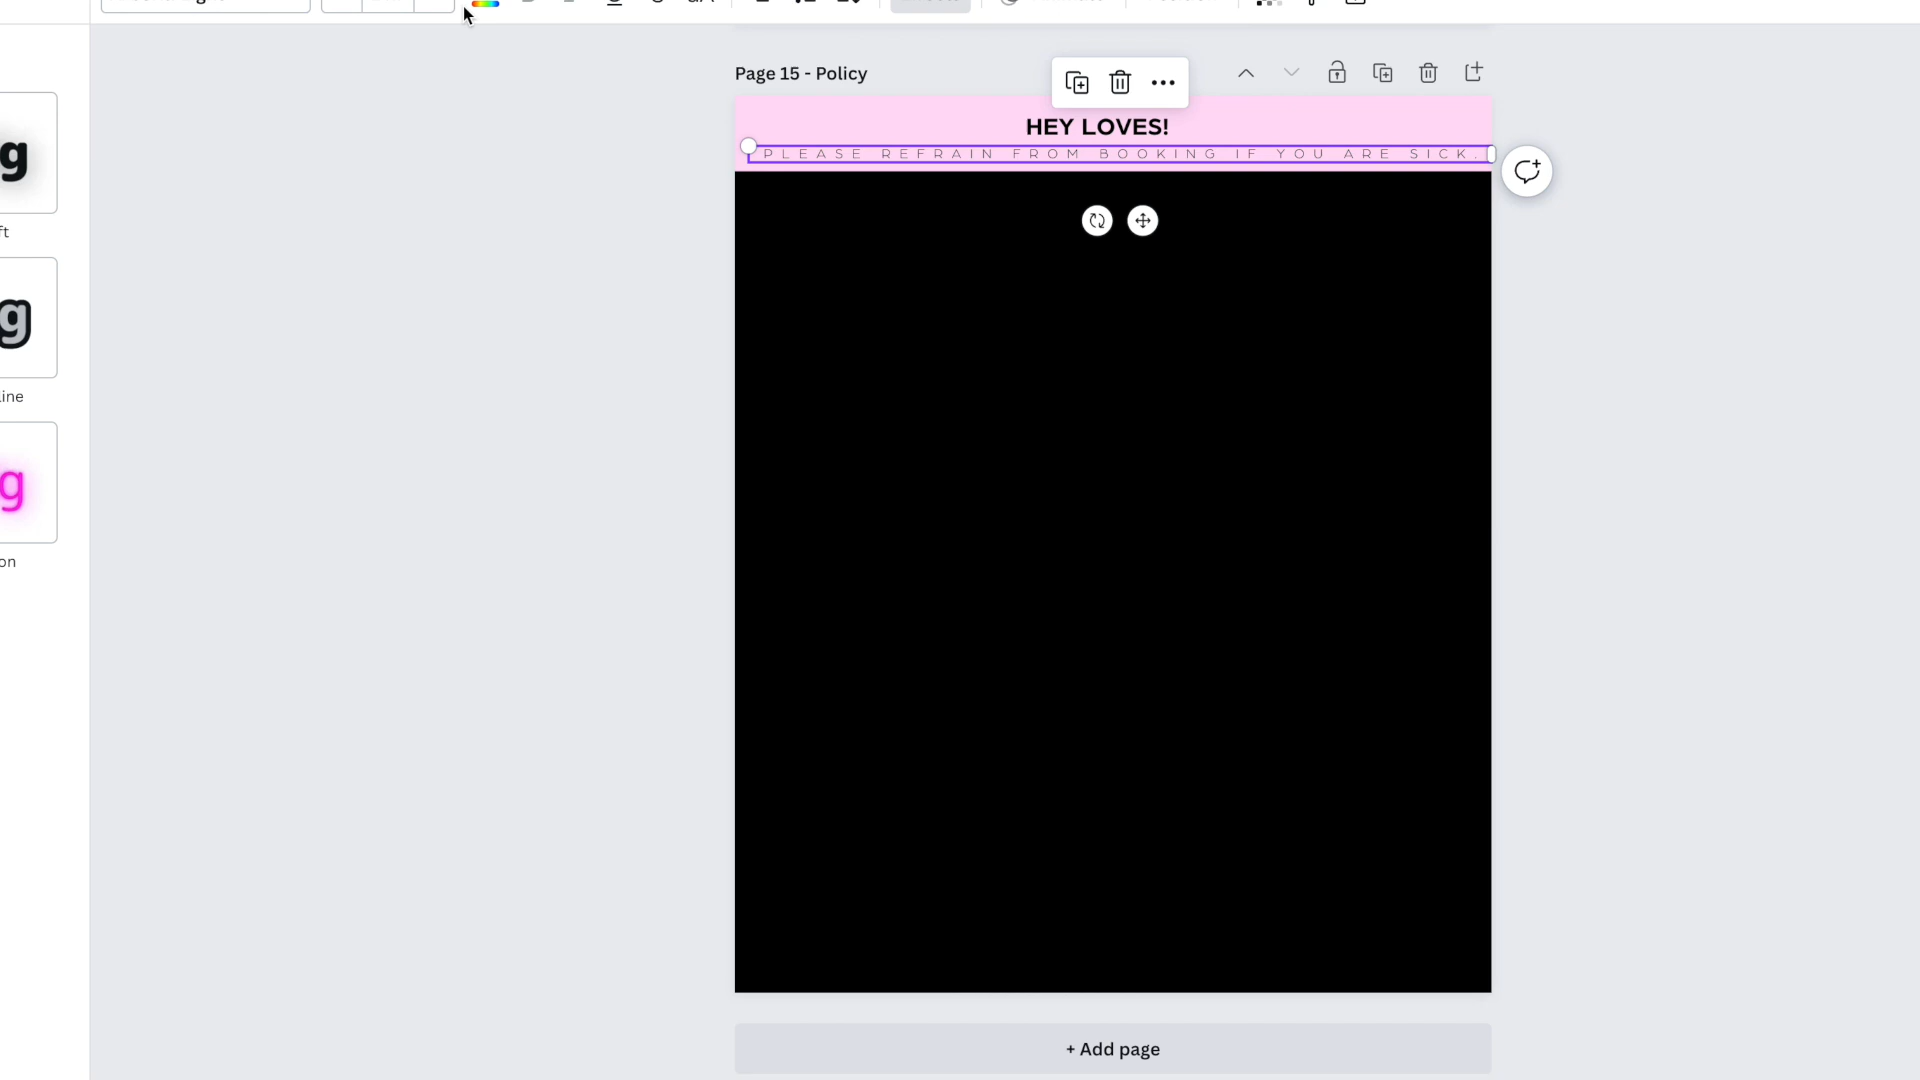 Page 15 - Policy
HEY LOVES!
PLEASE REFRAIN FROM BOOKING IF YOU ARE SICK.
g
ft
g
ine
g
on
+ Add page